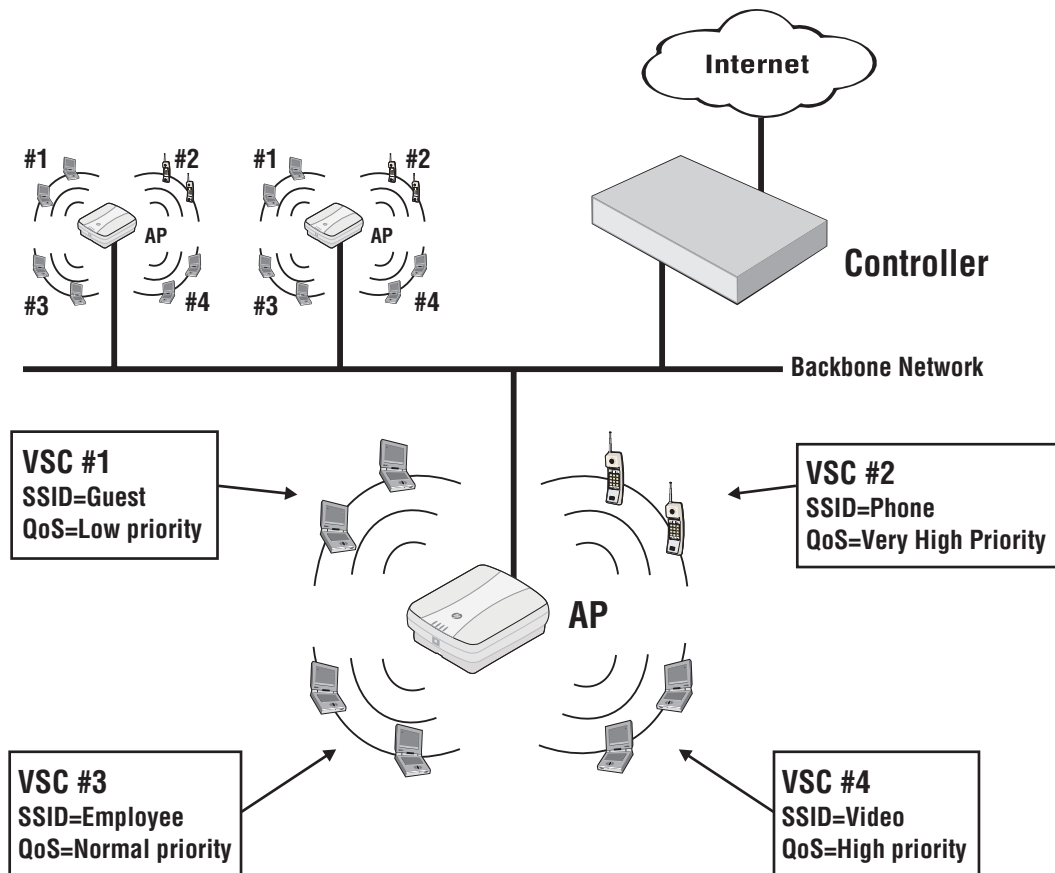 Internet
#1
#2
#1
#2
AP
AP
Controller
#3
#4
#3
#4
Backbone Network
VSC #1
SSID=Guest
QoS=Low priority
VSC #2
SSID=Phone
QoS=Very High Priority
AP
VSC #3
SSID=Employee
QoS=Normal priority
VSC #4
SSID=Video
QoS=High priority